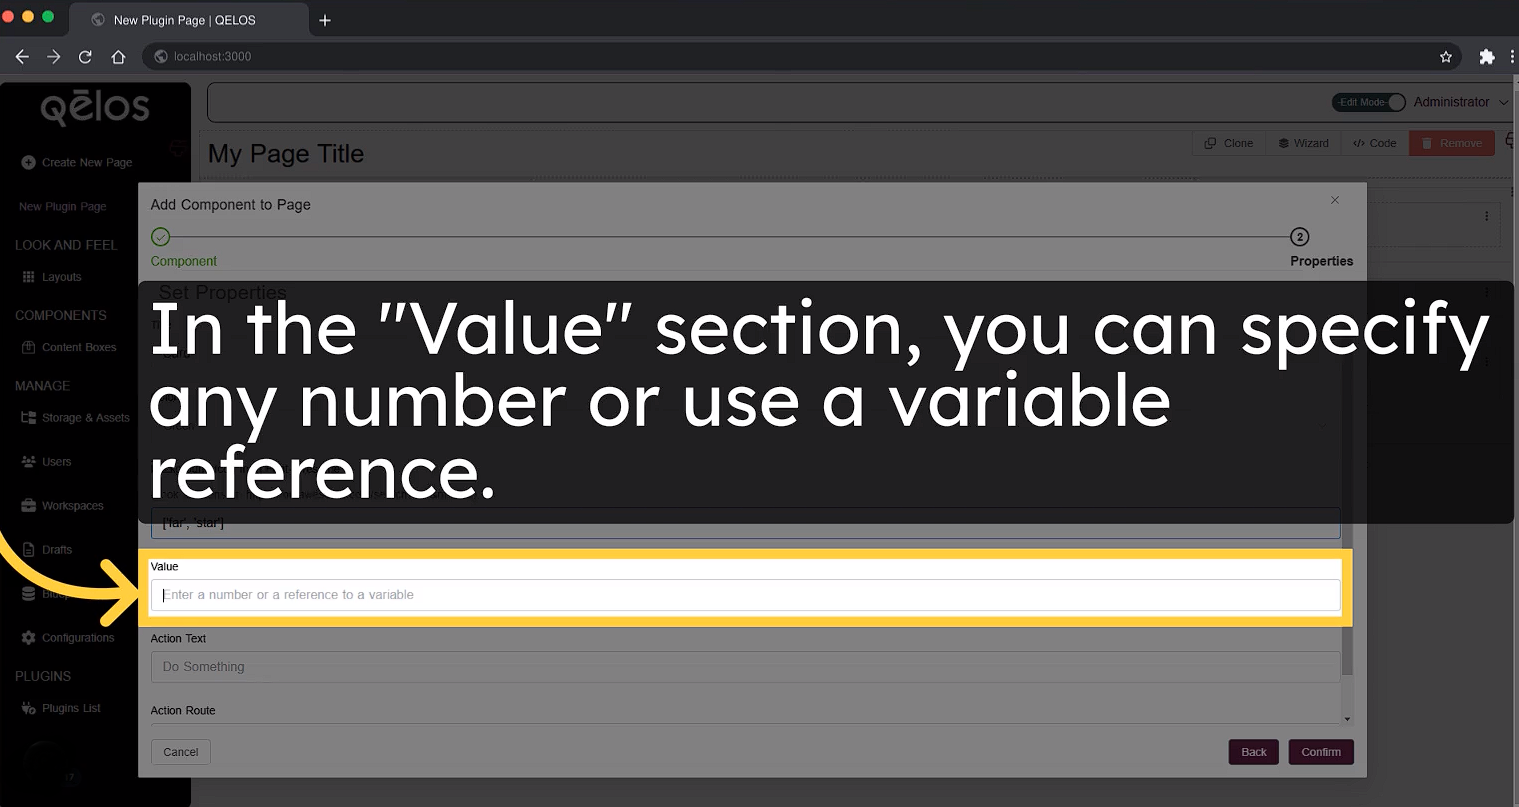 New Plugin Page | QELOS
localhost:3000
qēlos
Edit Mode
Administrator
Create New Page
My Page Title
Clone
Wizard
</> Code
Remove
New Plugin Page
LOOK AND FEEL
Layouts
COMPONENTS
Content Boxes
MANAGE
Storage & Assets
Users
Workspaces
Drafts
Configurations
PLUGINS
Plugins List
Add Component to Page
Component
2
Properties
Set Properties
In the "Value" section, you can specify
any number or use a variable
reference.
['far', 'star']
Value
Enter a number or a reference to a variable
Action Text
Do Something
Action Route
Cancel
Back
Confirm